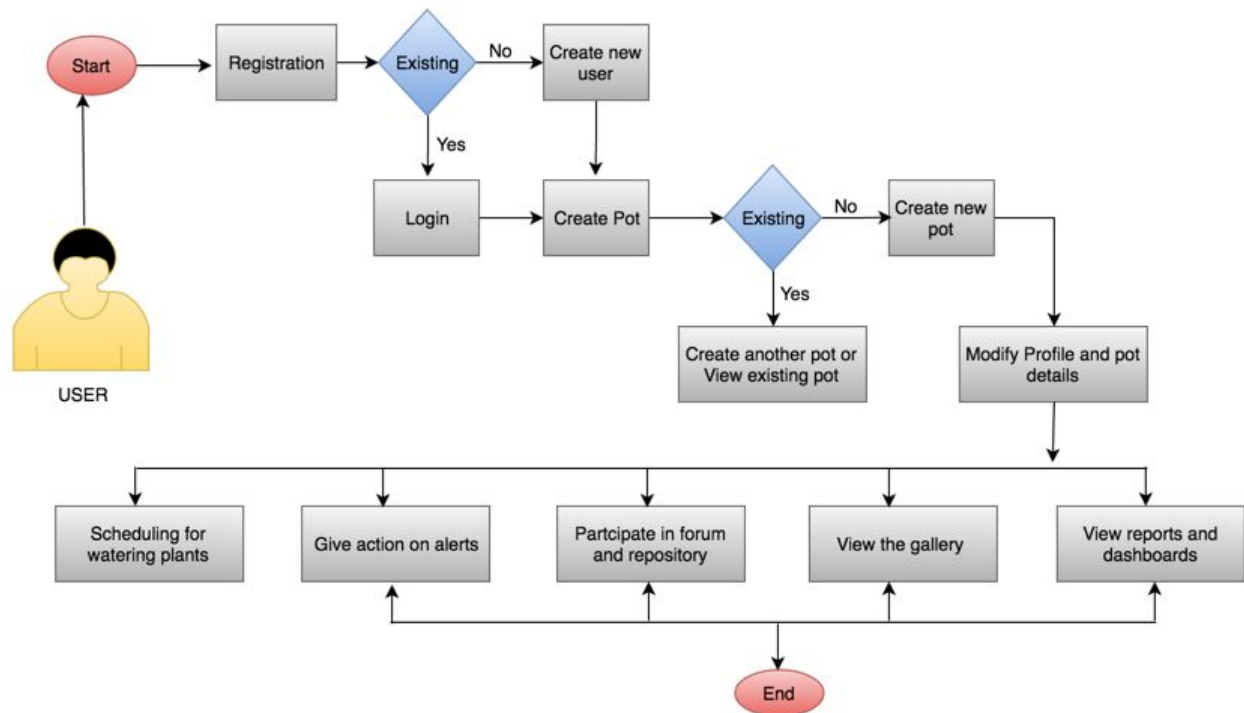 Start
Registration
Existing
No
Create new
user
Yes
Login
Create Pot
Existing
No
Create new
pot
Yes
Create another pot or
View existing pot
Modify Profile and pot
details
USER
Scheduling for
watering plants
Give action on alerts
Partcipate in forum
and repository
View the gallery
View reports and
dashboards
End